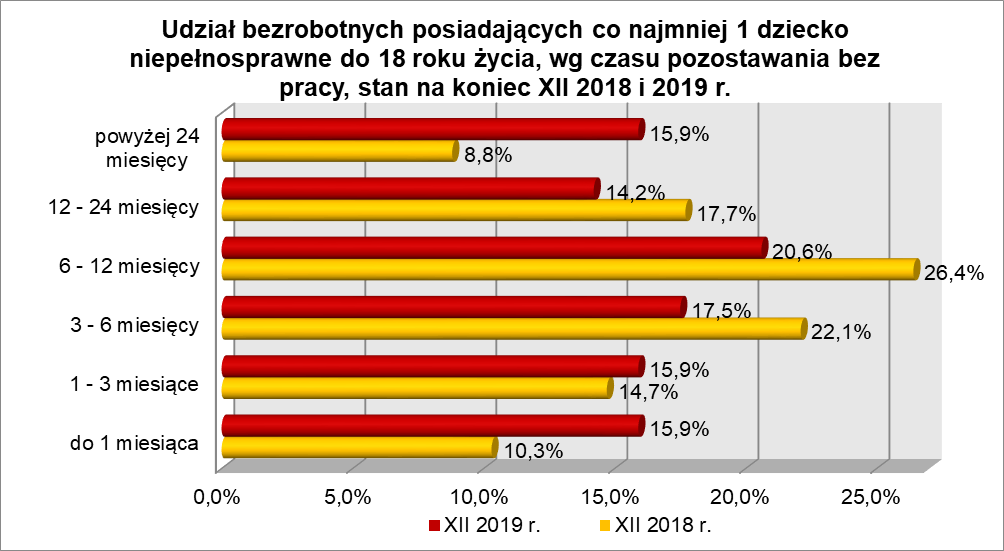 Udział bezrobotnych posiadających co najmniej 1 dziecko
niepełnosprawne do 18 roku życia, wg czasu pozostawania bez
pracy, stan na koniec XII 2018 i 2019 r.
powyżej 24
miesięcy
15,9%
8,8%
12 - 24 miesięcy
14,2%
17,7%
6 - 12 miesięcy
20,6%
26,4%
3 - 6 miesięcy
17,5%
22,1%
1 - 3 miesiące
15,9%
14,7%
do 1 miesiąca
15,9%
10,3%
0,0% 5,0% 10,0% 15,0% 20,0% 25,0%
XII 2019 r. XII 2018 r.